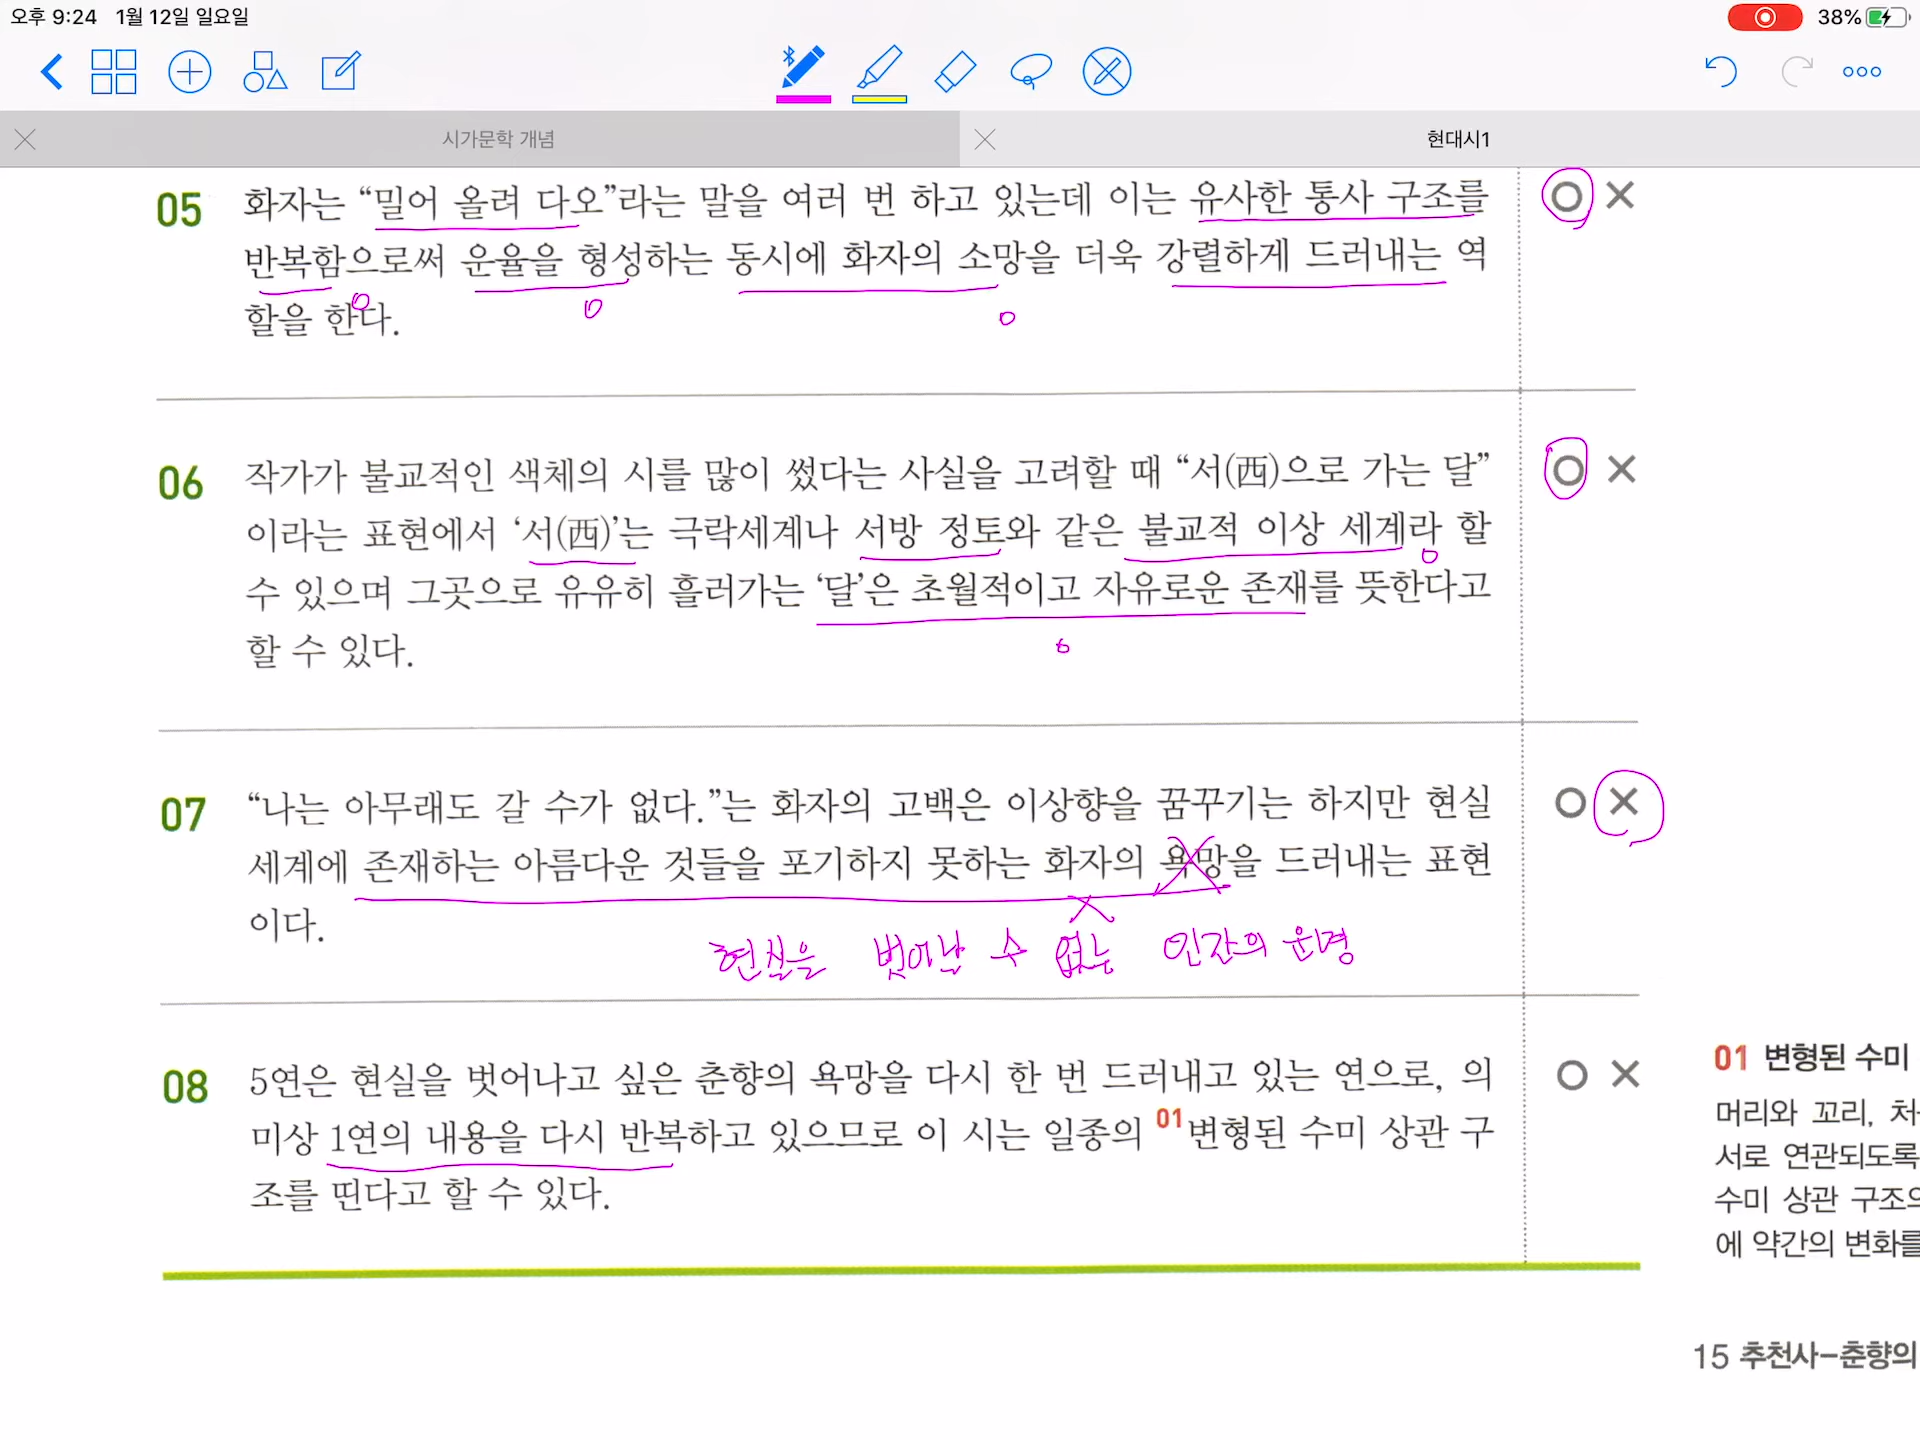 오후 9:24 1월 12일 일요일
38%
시가문학 개념
현대시1
05 화자는 “밀어 올려 다오”라는 말을 여러 번 하고 있는데 이는 유사한 통사 구조를 O X
반복함으로써 운율을 형성하는 동시에 화자의 소망을 더욱 강렬하게 드러내는 역
할을 한다.
06 작가가 불교적인 색체의 시를 많이 썼다는 사실을 고려할 때 “서(西)으로 가는 달” O X
이라는 표현에서 ‘서(西)’는 극락세계나 서방 정토와 같은 불교적 이상 세계라 할
수 있으며 그곳으로 유유히 흘러가는 ‘달’은 초월적이고 자유로운 존재를 뜻한다고
할 수 있다.
07 “나는 아무래도 갈 수가 없다.”는 화자의 고백은 이상향을 꿈꾸기는 하지만 현실 O X
세계에 존재하는 아름다운 것들을 포기하지 못하는 화자의 욕망을 드러내는 표현
이다.
현실을 벗어날 수 없는 인간의 운명
08 5연은 현실을 벗어나고 싶은 춘향의 욕망을 다시 한 번 드러내고 있는 연으로, 의 O X
미상 1연의 내용을 다시 반복하고 있으므로 이 시는 일종의 01변형된 수미 상관 구
조를 띤다고 할 수 있다.
01 변형된 수미
머리와 꼬리, 처
서로 연관되도록
수미 상관 구조의
에 약간의 변화를
15 추천사-춘향의